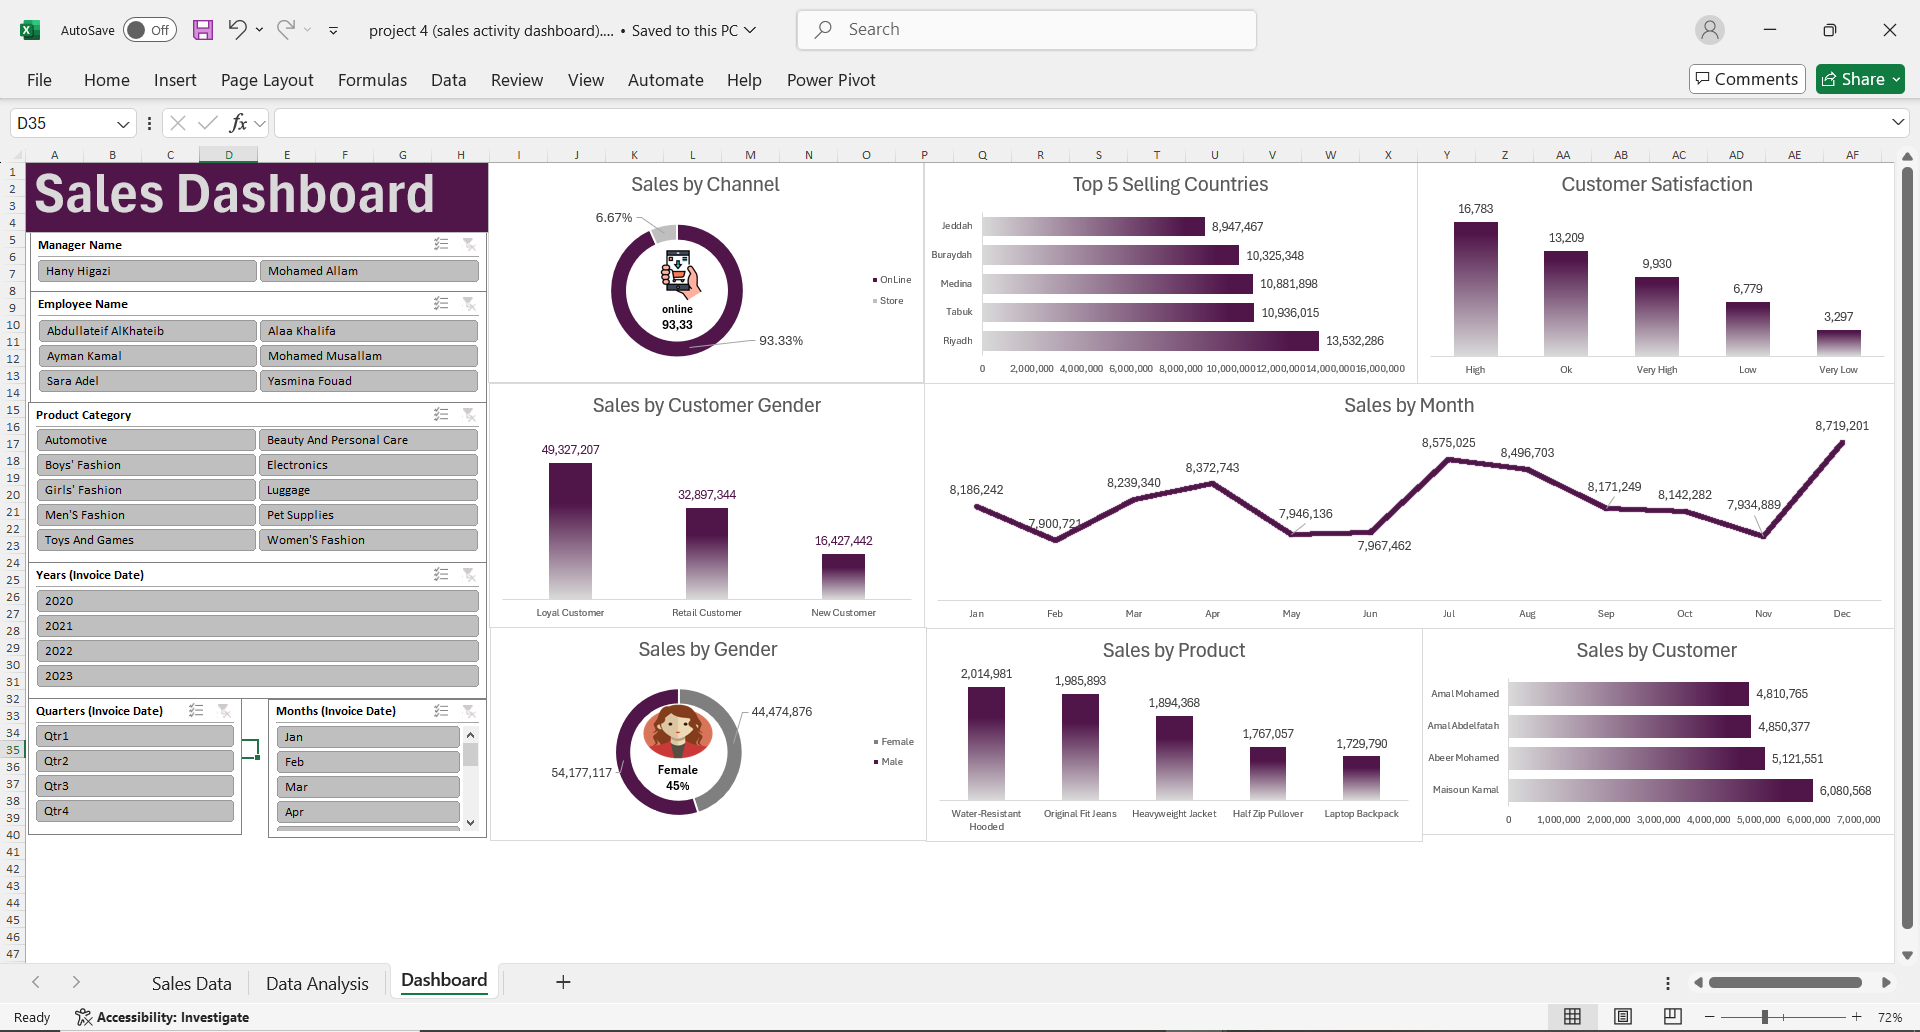 AutoSave Off project 4 (sales activity dashboard).... • Saved to this PC Search
File Home Insert Page Layout Formulas Data Review View Automate Help Power Pivot Comments Share
D35 fx
A B C D E F G H I J K L M N O P Q R S T U V W X Y Z AA AB AC AD AE AF
1
2
3
4
5
6
7
8
9
10
11
12
13
14
15
16
17
18
19
20
21
22
23
24
25
26
27
28
29
30
31
32
33
34
35
36
37
38
39
40
41
42
43
44
45
46
47
Sales Dashboard
Manager Name
Hany Higazi Mohamed Allam
Employee Name
Abdullateif AlKhateib Alaa Khalifa
Ayman Kamal Mohamed Musallam
Sara Adel Yasmina Fouad
Product Category
Automotive Beauty And Personal Care
Boys' Fashion Electronics
Girls' Fashion Luggage
Men'S Fashion Pet Supplies
Toys And Games Women'S Fashion
Years (Invoice Date)
2020
2021
2022
2023
Quarters (Invoice Date)
Qtr1
Qtr2
Qtr3
Qtr4
Months (Invoice Date)
Jan
Feb
Mar
Apr
Sales by Channel
6.67%
online
93,33
93.33%
OnLine
Store
Top 5 Selling Countries
Jeddah 8,947,467
Buraydah 10,325,348
Medina 10,881,898
Tabuk 10,936,015
Riyadh 13,532,286
0 2,000,000 4,000,000 6,000,000 8,000,000 10,000,000 12,000,000 14,000,000 16,000,000
Customer Satisfaction
16,783
13,209
9,930
6,779
3,297
High Ok Very High Low Very Low
Sales by Customer Gender
49,327,207
32,897,344
16,427,442
Loyal Customer Retail Customer New Customer
Sales by Month
8,186,242 7,900,721 8,239,340 8,372,743 7,946,136 7,967,462 8,575,025 8,496,703 8,171,249 8,142,282 7,934,889 8,719,201
Jan Feb Mar Apr May Jun Jul Aug Sep Oct Nov Dec
Sales by Gender
44,474,876
54,177,117
Female
45%
Female
Male
Sales by Product
2,014,981
1,985,893
1,894,368
1,767,057
1,729,790
Water-Resistant Hooded
Original Fit Jeans
Heavyweight Jacket
Half Zip Pullover
Laptop Backpack
Sales by Customer
Amal Mohamed 4,810,765
Amal Abdelfatah 4,850,377
Abeer Mohamed 5,121,551
Maisoun Kamal 6,080,568
0 1,000,000 2,000,000 3,000,000 4,000,000 5,000,000 6,000,000 7,000,000
Sales Data Data Analysis Dashboard
Ready Accessibility: Investigate 72%